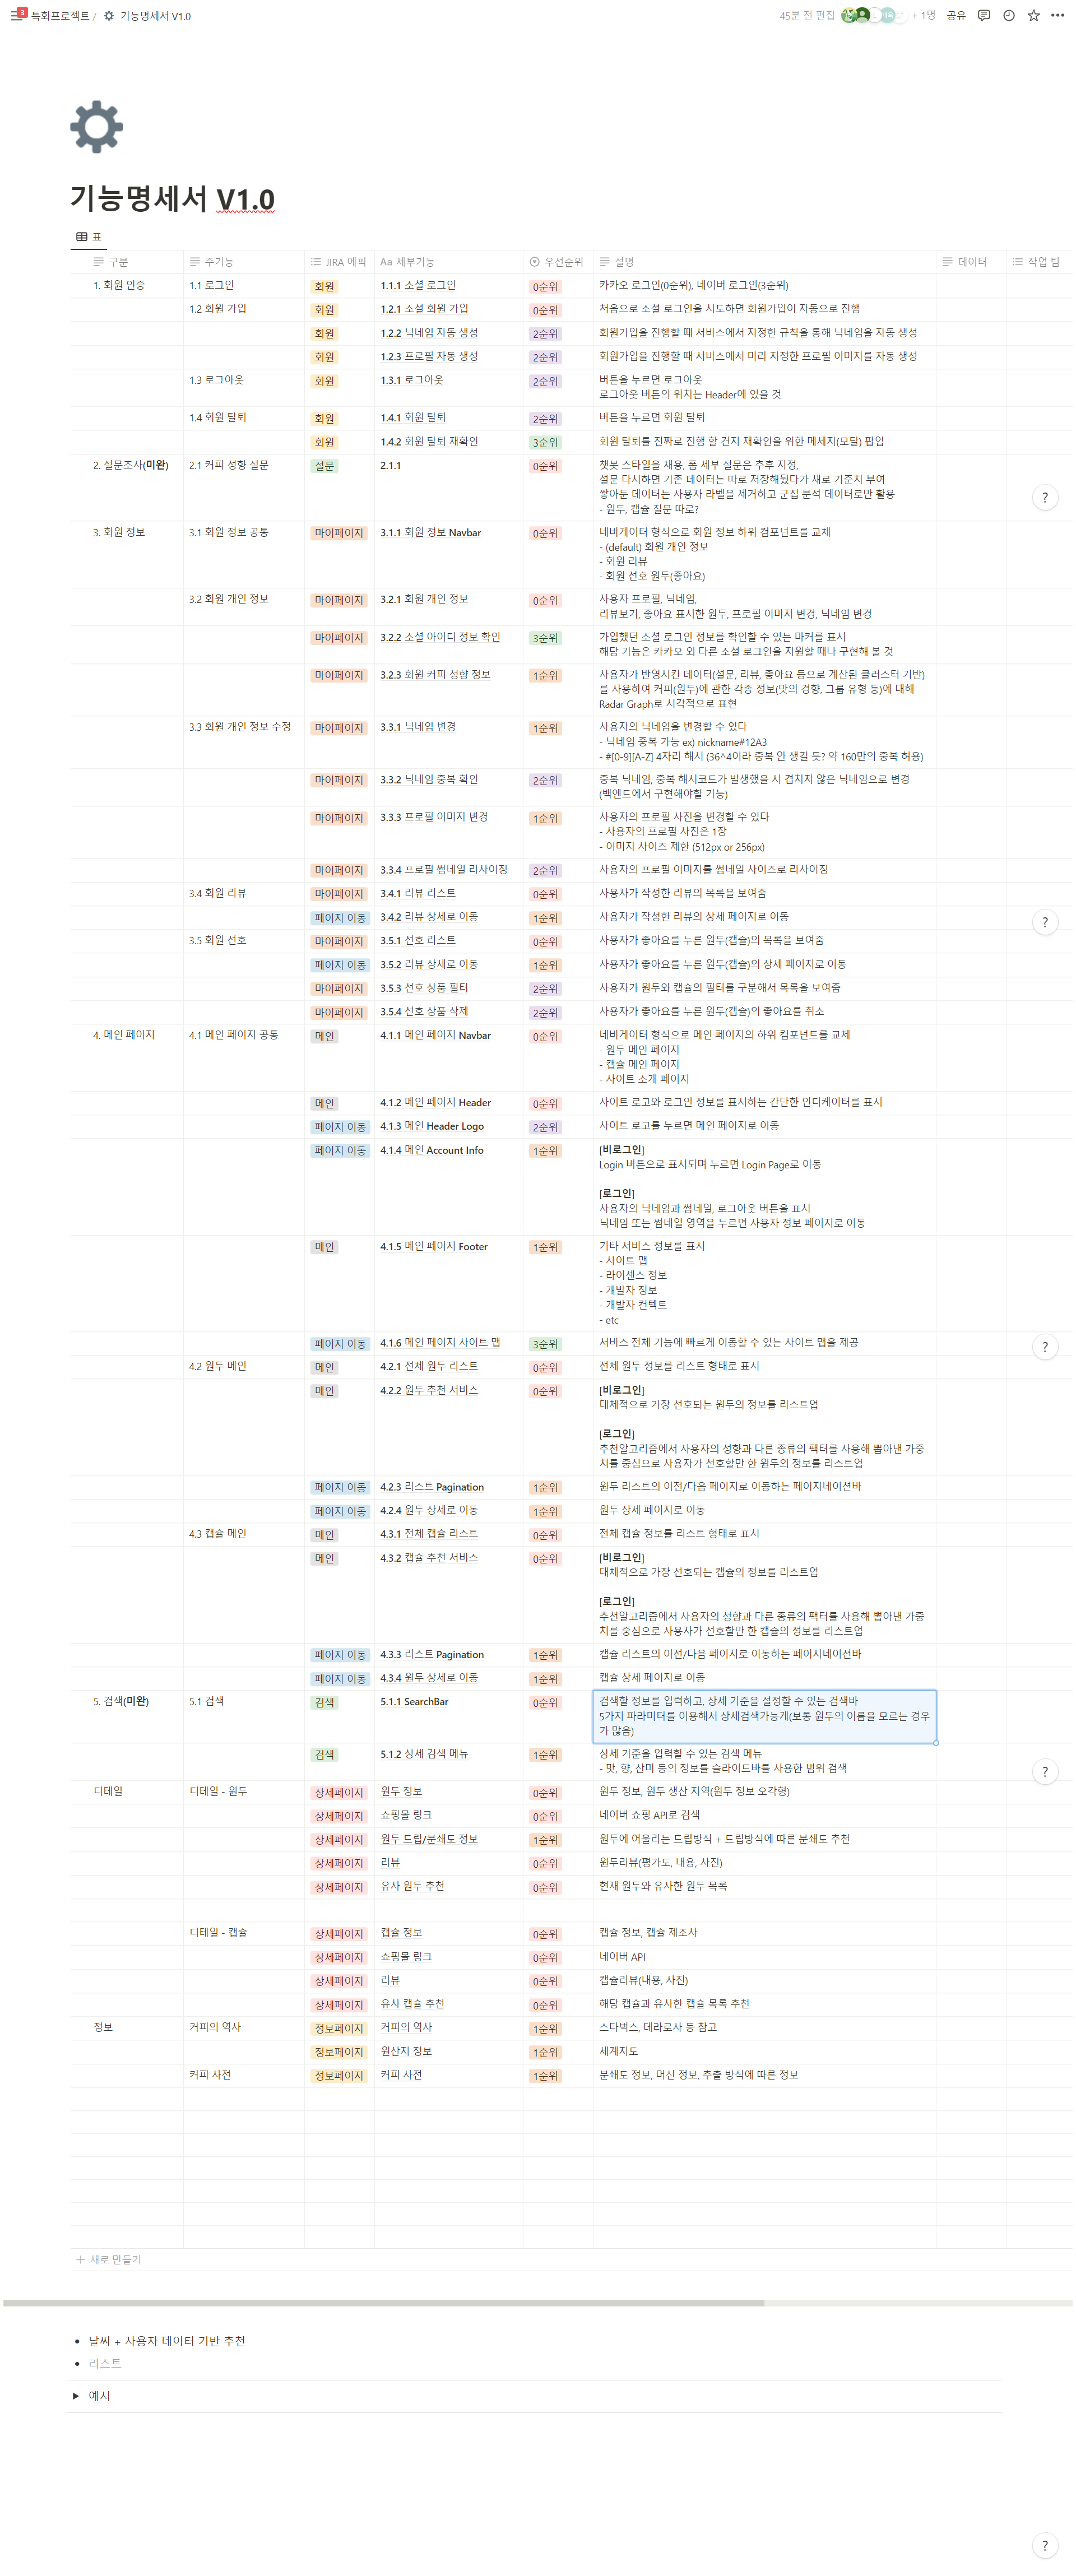 3
특화프로젝트 / 기능명세서 V1.0
45분 전 편집 + 1명 공유
기능명세서 V1.0
표
구분 주기능 JIRA 에픽 Aa 세부기능 우선순위 설명 데이터 작업 팀
1. 회원 인증 1.1 로그인 회원 1.1.1 소셜 로그인 0순위 카카오 로그인(0순위), 네이버 로그인(3순위)
1.2 회원 가입 회원 1.2.1 소셜 회원 가입 0순위 처음으로 소셜 로그인을 시도하면 회원가입이 자동으로 진행
회원 1.2.2 닉네임 자동 생성 2순위 회원가입을 진행할 때 서비스에서 지정한 규칙을 통해 닉네임을 자동 생성
회원 1.2.3 프로필 자동 생성 2순위 회원가입을 진행할 때 서비스에서 미리 지정한 프로필 이미지를 자동 생성
1.3 로그아웃 회원 1.3.1 로그아웃 2순위 버튼을 누르면 로그아웃
로그아웃 버튼의 위치는 Header에 있을 것
1.4 회원 탈퇴 회원 1.4.1 회원 탈퇴 2순위 버튼을 누르면 회원 탈퇴
회원 1.4.2 회원 탈퇴 재확인 3순위 회원 탈퇴를 진짜로 진행 할 건지 재확인을 위한 메세지(모달) 팝업
2. 설문조사(미완) 2.1 커피 성향 설문 설문 2.1.1 0순위 챗봇 스타일을 채용, 폼 세부 설문은 추후 지정,
설문 다시하면 기존 데이터는 따로 저장해뒀다가 새로 기준치 부여
쌓아둔 데이터는 사용자 라벨을 제거하고 군집 분석 데이터로만 활용
- 원두, 캡슐 질문 따로?
?
3. 회원 정보 3.1 회원 정보 공통 마이페이지 3.1.1 회원 정보 Navbar 0순위 네비게이터 형식으로 회원 정보 하위 컴포넌트를 교체
- (default) 회원 개인 정보
- 회원 리뷰
- 회원 선호 원두(좋아요)
3.2 회원 개인 정보 마이페이지 3.2.1 회원 개인 정보 0순위 사용자 프로필, 닉네임,
리뷰보기, 좋아요 표시한 원두, 프로필 이미지 변경, 닉네임 변경
마이페이지 3.2.2 소셜 아이디 정보 확인 3순위 가입했던 소셜 로그인 정보를 확인할 수 있는 마커를 표시
해당 기능은 카카오 외 다른 소셜 로그인을 지원할 때나 구현해 볼 것
마이페이지 3.2.3 회원 커피 성향 정보 1순위 사용자가 반영시킨 데이터(설문, 리뷰, 좋아요 등으로 계산된 클러스터 기반)
를 사용하여 커피(원두)에 관한 각종 정보(맛의 경향, 그룹 유형 등)에 대해
Radar Graph로 시각적으로 표현
3.3 회원 개인 정보 수정 마이페이지 3.3.1 닉네임 변경 1순위 사용자의 닉네임을 변경할 수 있다
- 닉네임 중복 가능 ex) nickname#12A3
- #[0-9][A-Z] 4자리 해시 (36^4이라 중복 안 생길 듯? 약 160만의 중복 허용)
마이페이지 3.3.2 닉네임 중복 확인 2순위 중복 닉네임, 중복 해시코드가 발생했을 시 겹치지 않은 닉네임으로 변경
(백엔드에서 구현해야할 기능)
마이페이지 3.3.3 프로필 이미지 변경 1순위 사용자의 프로필 사진을 변경할 수 있다
- 사용자의 프로필 사진은 1장
- 이미지 사이즈 제한 (512px or 256px)
마이페이지 3.3.4 프로필 썸네일 리사이징 2순위 사용자의 프로필 이미지를 썸네일 사이즈로 리사이징
3.4 회원 리뷰 마이페이지 3.4.1 리뷰 리스트 0순위 사용자가 작성한 리뷰의 목록을 보여줌
페이지 이동 3.4.2 리뷰 상세로 이동 1순위 사용자가 작성한 리뷰의 상세 페이지로 이동
?
3.5 회원 선호 마이페이지 3.5.1 선호 리스트 0순위 사용자가 좋아요를 누른 원두(캡슐)의 목록을 보여줌
페이지 이동 3.5.2 리뷰 상세로 이동 1순위 사용자가 좋아요를 누른 원두(캡슐)의 상세 페이지로 이동
마이페이지 3.5.3 선호 상품 필터 2순위 사용자가 원두와 캡슐의 필터를 구분해서 목록을 보여줌
마이페이지 3.5.4 선호 상품 삭제 2순위 사용자가 좋아요를 누른 원두(캡슐)의 좋아요를 취소
4. 메인 페이지 4.1 메인 페이지 공통 메인 4.1.1 메인 페이지 Navbar 0순위 네비게이터 형식으로 메인 페이지의 하위 컴포넌트를 교체
- 원두 메인 페이지
- 캡슐 메인 페이지
- 사이트 소개 페이지
메인 4.1.2 메인 페이지 Header 0순위 사이트 로고와 로그인 정보를 표시하는 간단한 인디케이터를 표시
페이지 이동 4.1.3 메인 Header Logo 2순위 사이트 로고를 누르면 메인 페이지로 이동
페이지 이동 4.1.4 메인 Account Info 1순위 [비로그인]
Login 버튼으로 표시되며 누르면 Login Page로 이동
[로그인]
사용자의 닉네임과 썸네일, 로그아웃 버튼을 표시
닉네임 또는 썸네일 영역을 누르면 사용자 정보 페이지로 이동
메인 4.1.5 메인 페이지 Footer 1순위 기타 서비스 정보를 표시
- 사이트 맵
- 라이센스 정보
- 개발자 정보
- 개발자 컨텍트
- etc
페이지 이동 4.1.6 메인 페이지 사이트 맵 3순위 서비스 전체 기능에 빠르게 이동할 수 있는 사이트 맵을 제공
?
4.2 원두 메인 메인 4.2.1 전체 원두 리스트 0순위 전체 원두 정보를 리스트 형태로 표시
메인 4.2.2 원두 추천 서비스 0순위 [비로그인]
대체적으로 가장 선호되는 원두의 정보를 리스트업
[로그인]
추천알고리즘에서 사용자의 성향과 다른 종류의 팩터를 사용해 뽑아낸 가중
치를 중심으로 사용자가 선호할만 한 원두의 정보를 리스트업
페이지 이동 4.2.3 리스트 Pagination 1순위 원두 리스트의 이전/다음 페이지로 이동하는 페이지네이션바
페이지 이동 4.2.4 원두 상세로 이동 1순위 원두 상세 페이지로 이동
4.3 캡슐 메인 메인 4.3.1 전체 캡슐 리스트 0순위 전체 캡슐 정보를 리스트 형태로 표시
메인 4.3.2 캡슐 추천 서비스 0순위 [비로그인]
대체적으로 가장 선호되는 캡슐의 정보를 리스트업
[로그인]
추천알고리즘에서 사용자의 성향과 다른 종류의 팩터를 사용해 뽑아낸 가중
치를 중심으로 사용자가 선호할만 한 캡슐의 정보를 리스트업
페이지 이동 4.3.3 리스트 Pagination 1순위 캡슐 리스트의 이전/다음 페이지로 이동하는 페이지네이션바
페이지 이동 4.3.4 원두 상세로 이동 1순위 캡슐 상세 페이지로 이동
5. 검색(미완) 5.1 검색 검색 5.1.1 SearchBar 0순위 검색할 정보를 입력하고, 상세 기준을 설정할 수 있는 검색바
5가지 파라미터를 이용해서 상세검색가능게(보통 원두의 이름을 모르는 경우
가 많음)
검색 5.1.2 상세 검색 메뉴 1순위 상세 기준을 입력할 수 있는 검색 메뉴
- 맛, 향, 산미 등의 정보를 슬라이드바를 사용한 범위 검색
?
디테일 디테일 - 원두 상세페이지 원두 정보 0순위 원두 정보, 원두 생산 지역(원두 정보 오각형)
상세페이지 쇼핑몰 링크 0순위 네이버 쇼핑 API로 검색
상세페이지 원두 드립/분쇄도 정보 1순위 원두에 어울리는 드립방식 + 드립방식에 따른 분쇄도 추천
상세페이지 리뷰 0순위 원두리뷰(평가도, 내용, 사진)
상세페이지 유사 원두 추천 0순위 현재 원두와 유사한 원두 목록
디테일 - 캡슐 상세페이지 캡슐 정보 0순위 캡슐 정보, 캡슐 제조사
상세페이지 쇼핑몰 링크 0순위 네이버 API
상세페이지 리뷰 0순위 캡슐리뷰(내용, 사진)
상세페이지 유사 캡슐 추천 0순위 해당 캡슐과 유사한 캡슐 목록 추천
정보 커피의 역사 정보페이지 커피의 역사 1순위 스타벅스, 테라로사 등 참고
정보페이지 원산지 정보 1순위 세계지도
커피 사전 정보페이지 커피 사전 1순위 분쇄도 정보, 머신 정보, 추출 방식에 따른 정보
+ 새로 만들기
• 날씨 + 사용자 데이터 기반 추천
• 리스트
예시
?